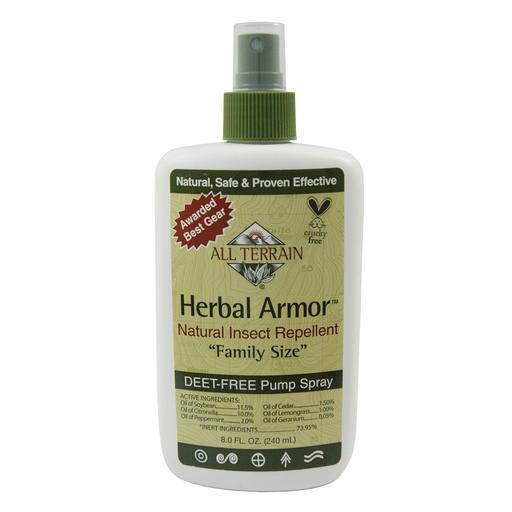 Natural, Safe & Proven Effective
Awarded
Best Gear
cruelty
free
ALL TERRAIN
®
Herbal Armor™
Natural Insect Repellent
"Family Size"
DEET-FREE Pump Spray
ACTIVE INGREDIENTS:
Oil of Soybean........11.5% Oil of Cedar........1.50%
Oil of Citronella.....10.0% Oil of Lemongrass..1.00%
Oil of Peppermint.... 2.0% Oil of Geranium.....0.05%
*INERT INGREDIENTS........73.95%
8.0 FL. OZ. (240 mL)